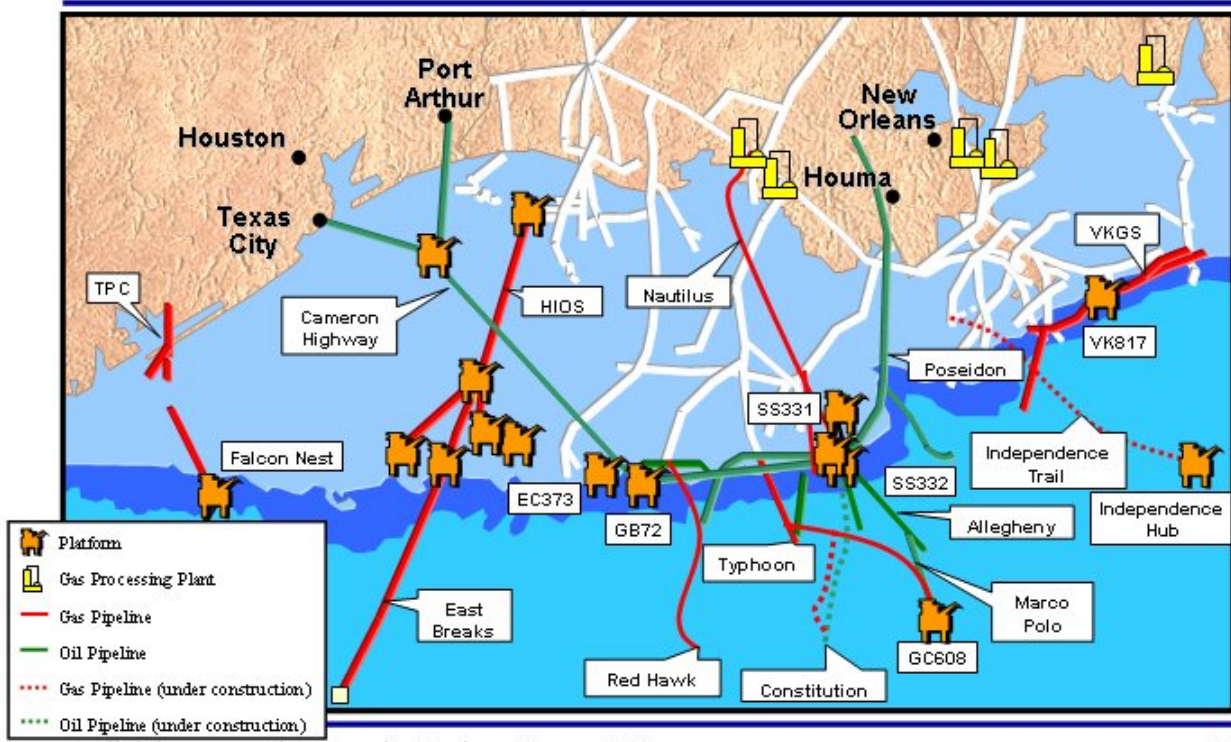 Port
Arthur
Houston
Texas
City
New
Orleans
Houma
TPC
Cameron
Highway
HIOS
Nautilus
VKGS
VK817
Poseidon
SS331
Falcon Nest
EC373
GB72
SS332
Independence
Trail
Independence
Hub
Allegheny
Typhoon
Marco
Polo
East
Breaks
Red Hawk
Constitution
GC608
Platform
Gas Processing Plant
Gas Pipeline
Oil Pipeline
Gas Pipeline (under construction)
Oil Pipeline (under construction)